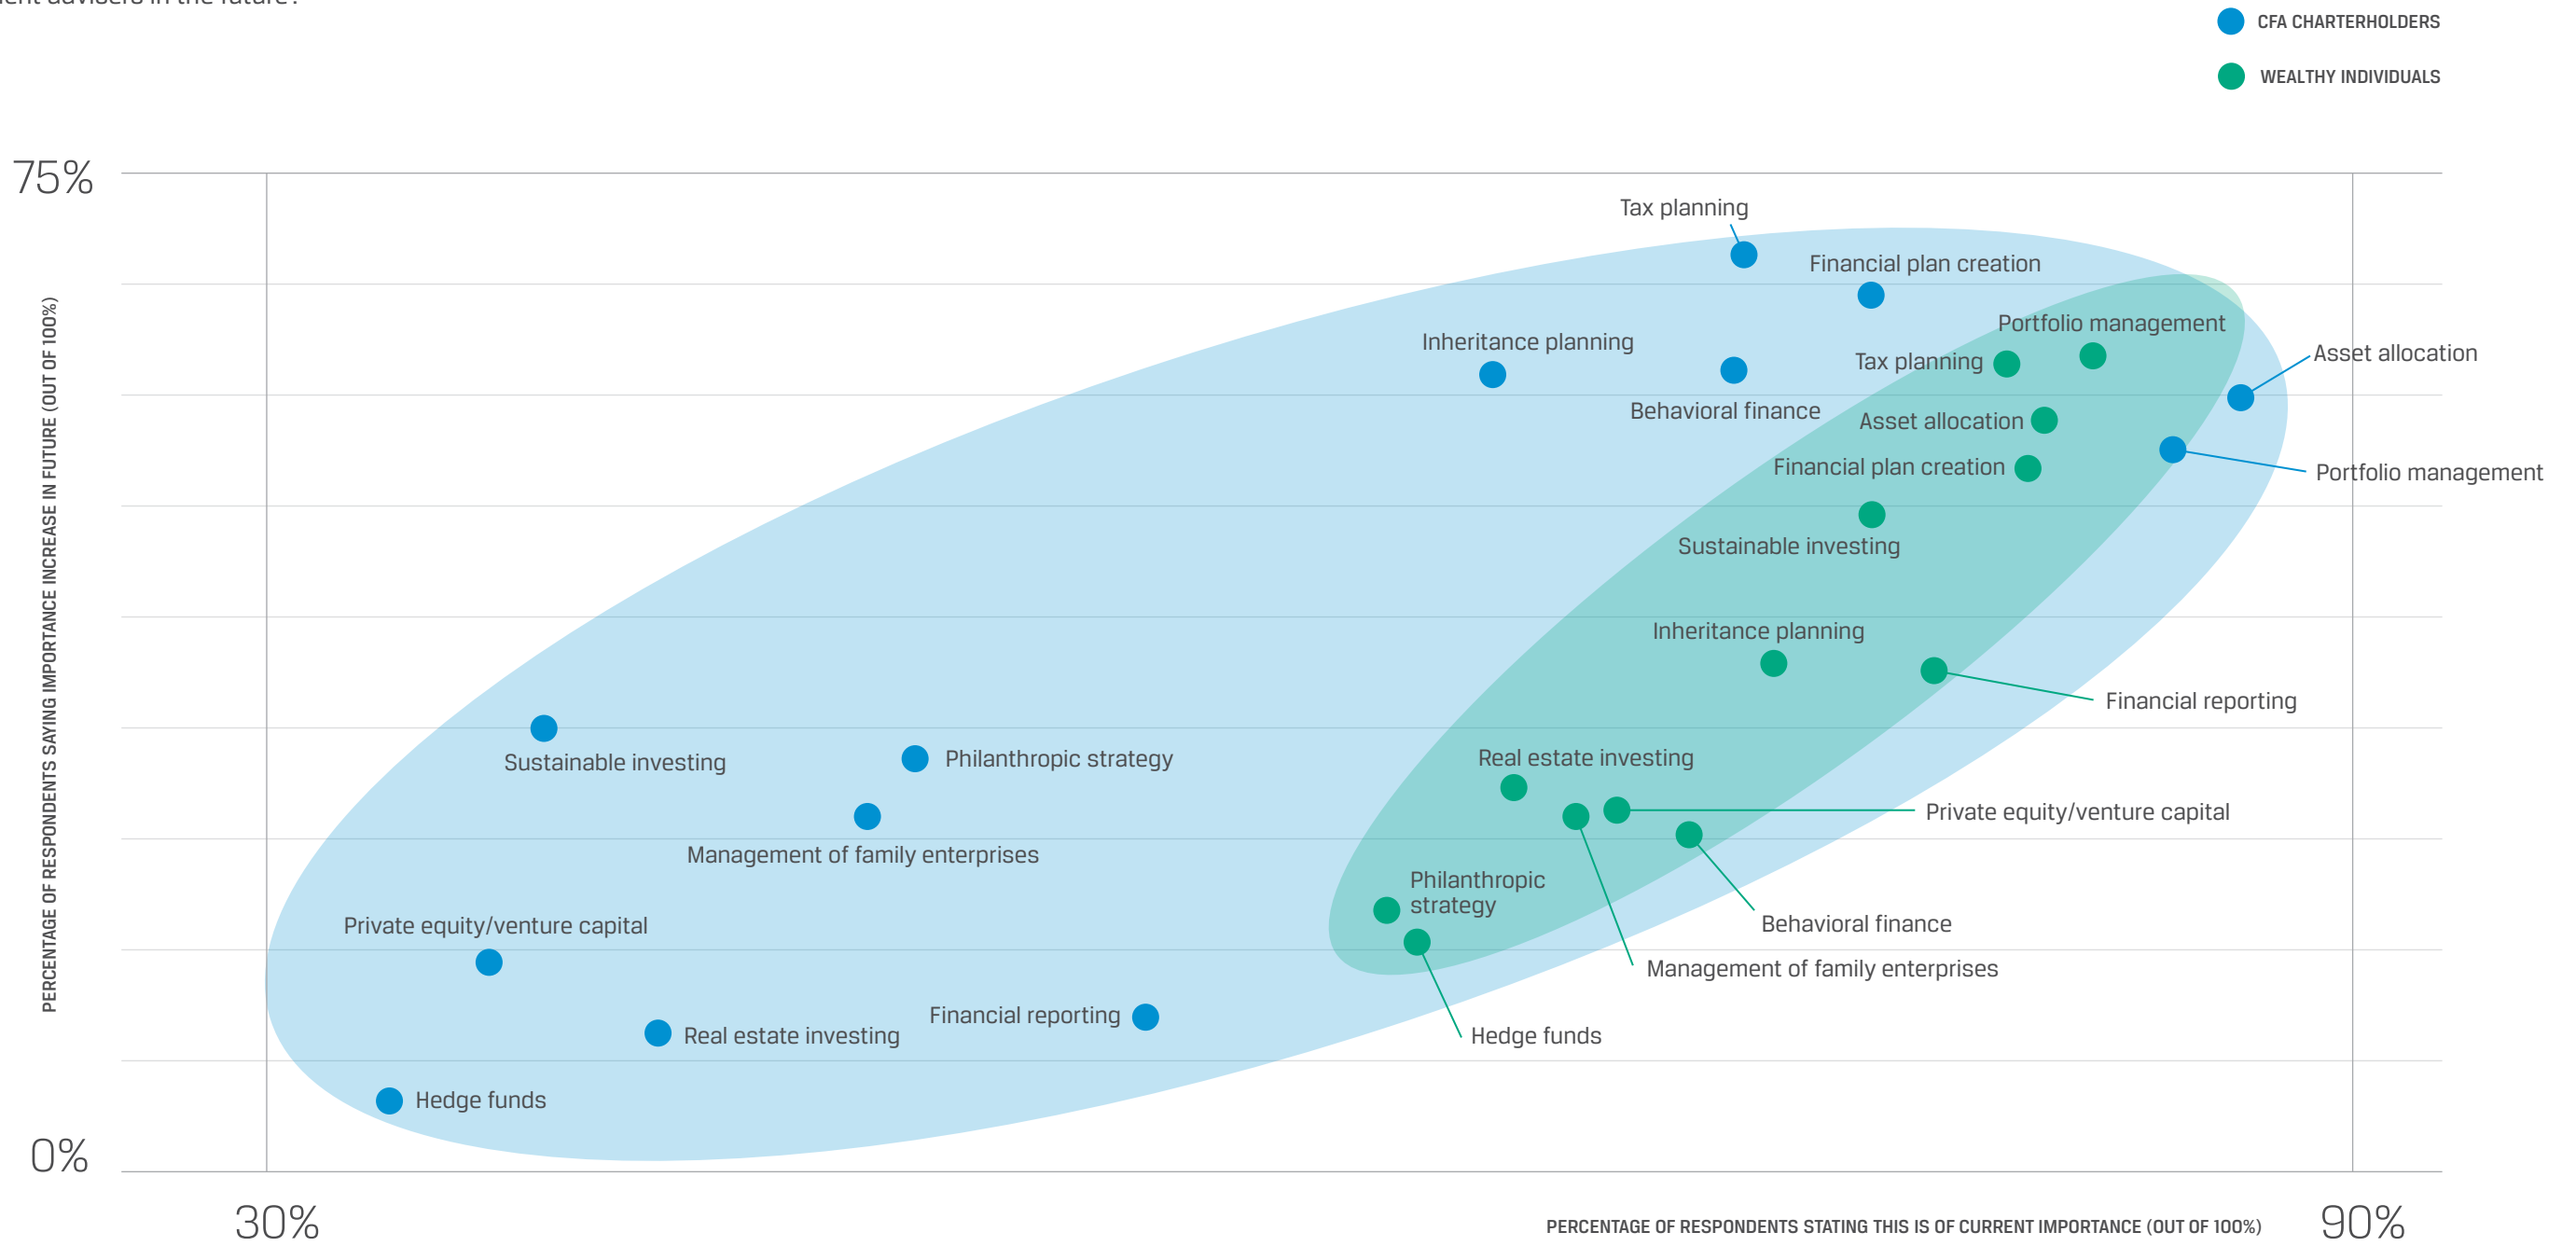 advisers in the future?
CFA CHARTERHOLDERS
WEALTHY INDIVIDUALS
75%
Tax planning
Financial plan creation
Portfolio management
Inheritance planning
Asset allocation
Tax planning
Behavioral finance
Asset allocation
Financial plan creation
Portfolio management
Sustainable investing
Inheritance planning
Financial reporting
Sustainable investing
Philanthropic strategy
Real estate investing
Private equity/venture capital
Management of family enterprises
Philanthropic
strategy
Private equity/venture capital
Behavioral finance
Management of family enterprises
Financial reporting
Real estate investing
Hedge funds
Hedge funds
0%
PERCENTAGE OF RESPONDENTS SAYING IMPORTANCE INCREASE IN FUTURE (OUT OF 100%)
30%
PERCENTAGE OF RESPONDENTS STATING THIS IS OF CURRENT IMPORTANCE (OUT OF 100%)
90%